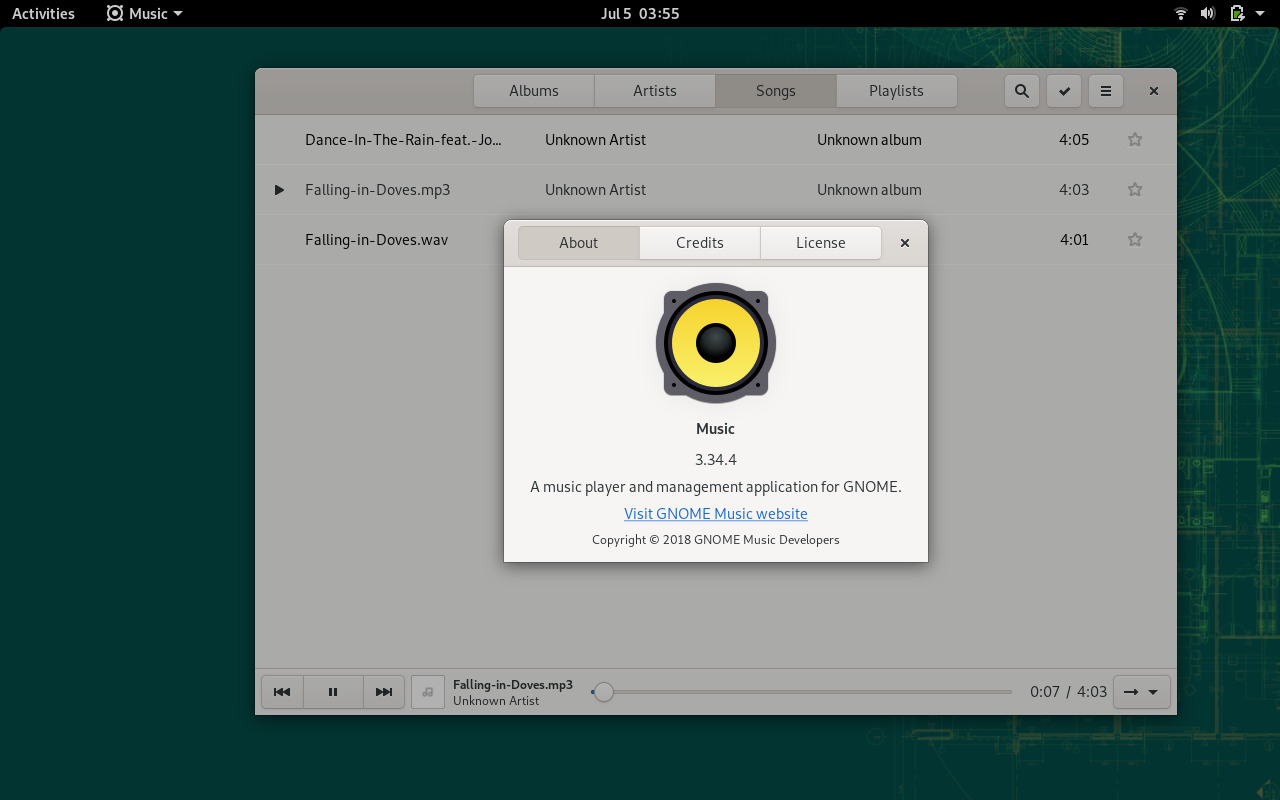 Activities Music Jul 5 03:55
Albums Artists Songs Playlists
Dance-In-The-Rain-feat.-Jo... Unknown Artist Unknown album 4:05
Falling-in-Doves.mp3 Unknown Artist Unknown album 4:03
Falling-in-Doves.wav 4:01
About Credits License
Music
3.34.4
A music player and management application for GNOME.
Visit GNOME Music website
Copyright © 2018 GNOME Music Developers
Falling-in-Doves.mp3
Unknown Artist
0:07 / 4:03